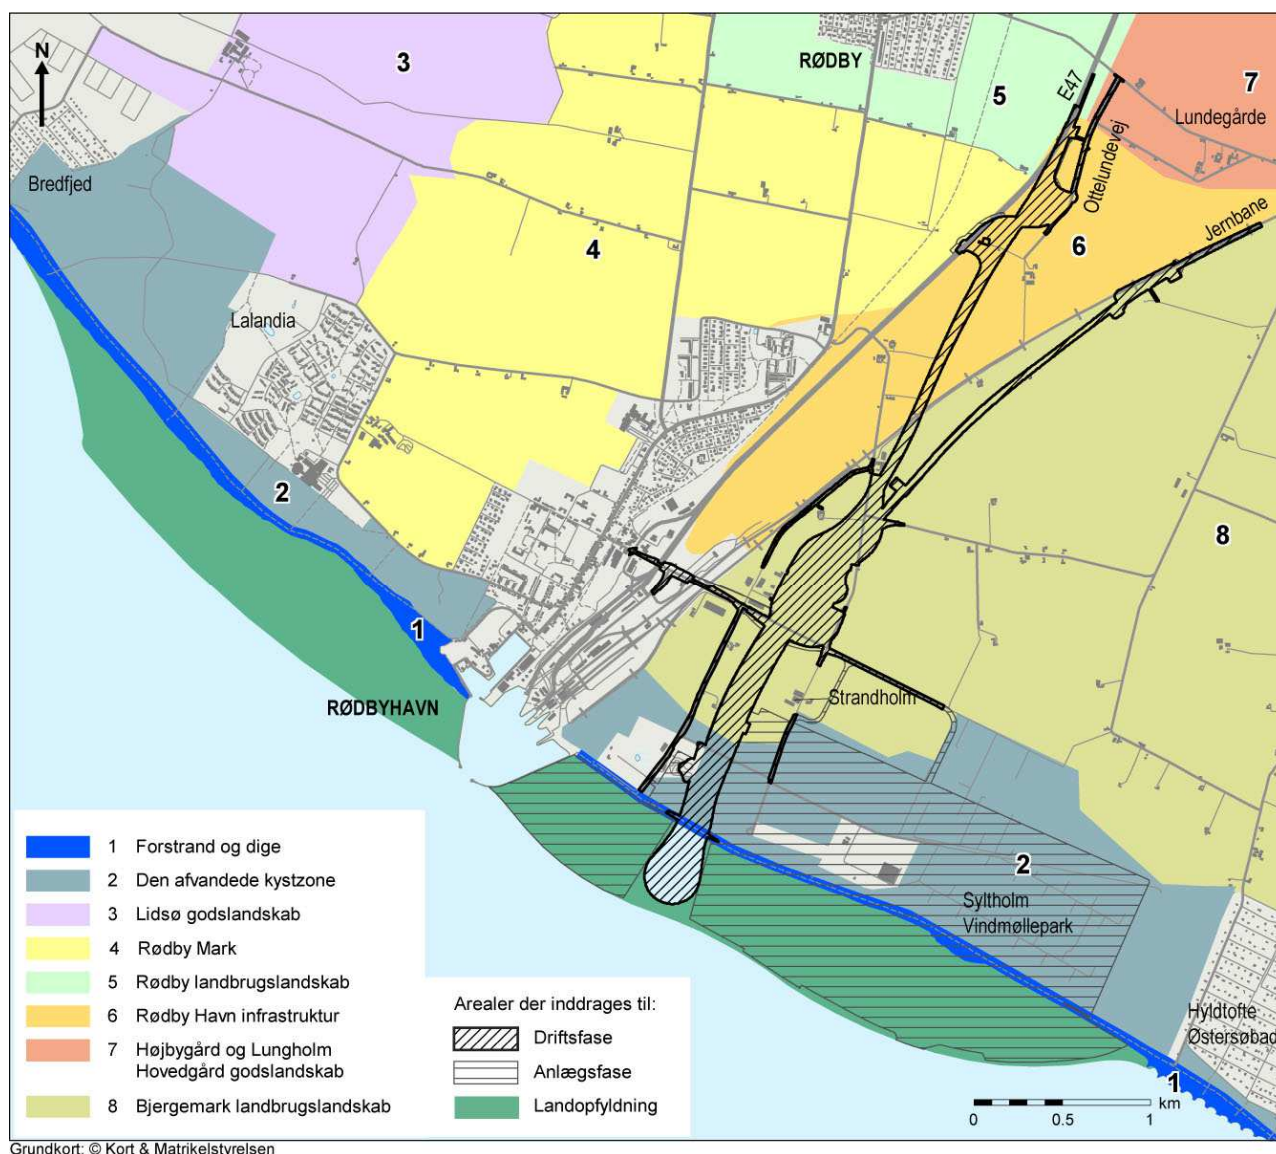 N
3
RØDBY
E47
7
5
Lundegårde
Bredfjed
Ottelundevej
4
6
Jernbane
Lalandia
2
8
1
RØDBYHAVN
Strandholm
2
Syltholm
Vindmøllepark
Hyldtofte
Østersøbad
1
1 Forstrand og dige
2 Den afvandede kystzone
3 Lidsø godslandskab
4 Rødby Mark
5 Rødby landbrugslandskab
6 Rødby Havn infrastruktur
7 Højbygård og Lungholm
Hovedgård godslandskab
8 Bjergemark landbrugslandskab
Arealer der inddrages til:
Driftsfase
Anlægsfase
Landopfyldning
km
0 0.5 1
Grundkort: © Kort & Matrikelstyrelsen